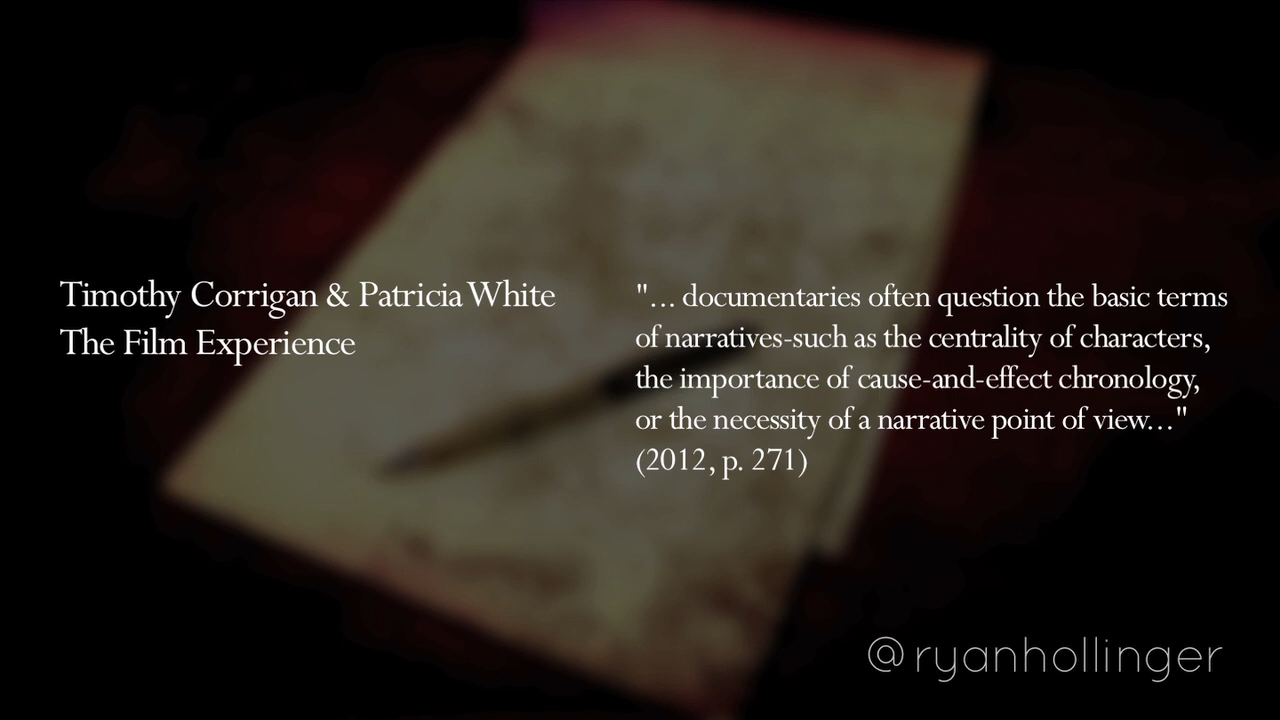 Timothy Corrigan & Patricia White
The Film Experience
"... documentaries often question the basic terms
of narratives-such as the centrality of characters,
the importance of cause-and-effect chronology,
or the necessity of a narrative point of view..."
(2012, p. 271)
@ryanhollinger